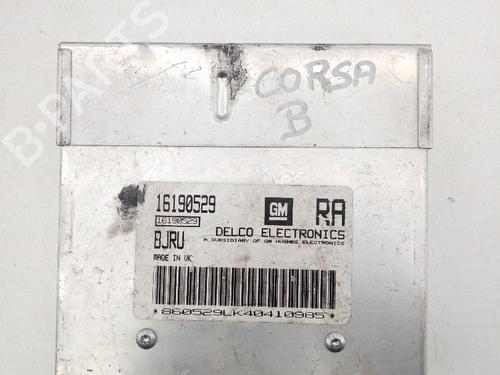 CORSA
B
B-PARTS
16190529
16190529
GM
RA
BJRU
DELCO ELECTRONICS
A SUBSIDIARY OF GM HUGHES ELECTRONICS
MADE IN UK
*860529LK40410985*